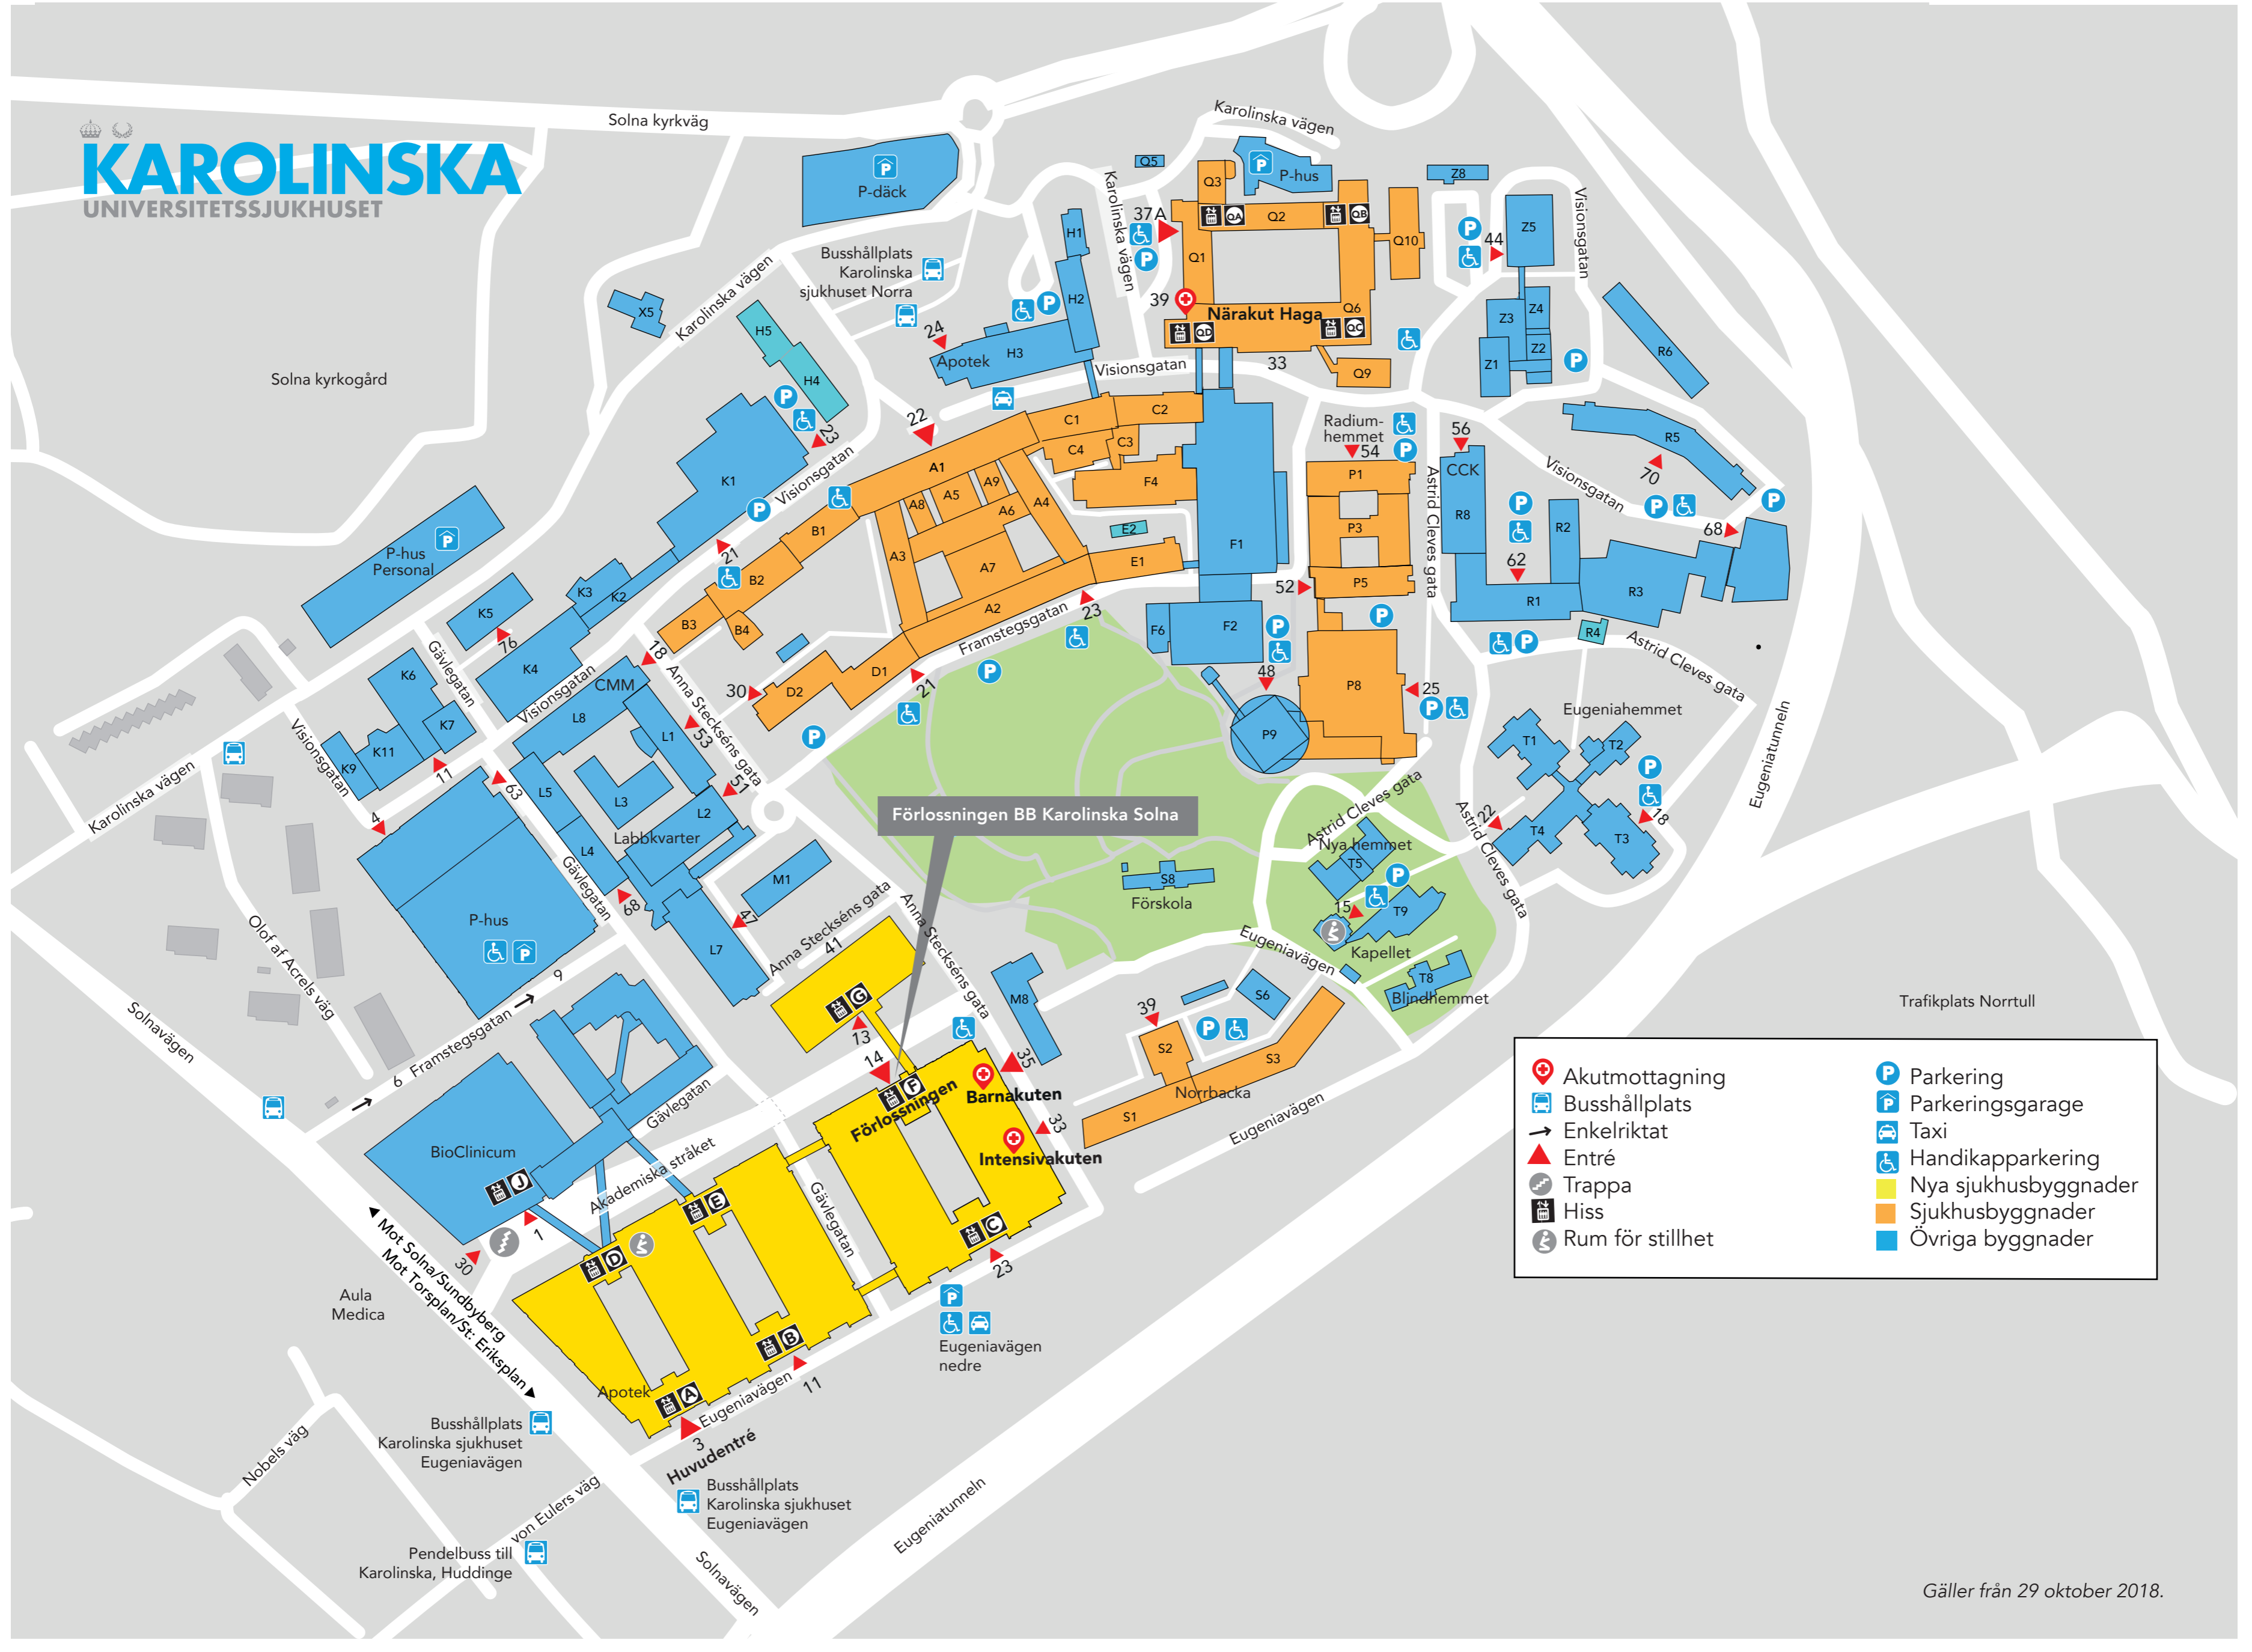 KAROLINSKA
UNIVERSITETSSJUKHUSET
Solna kyrkväg
Karolinska vägen
P-däck
P-hus
Q5
Q3
Z8
Karolinska vägen
Visionsgatan
37A
QA
Q2
QB
Q10
Z5
44
H1
Q1
Busshållplats
Karolinska
sjukhuset Norra
H2
39
Närakut Haga
Q6
QD
QC
33
Q9
X5
Karolinska vägen
H5
H4
24
Apotek
H3
Visionsgatan
Z3
Z4
Z2
Z1
R6
Solna kyrkogård
22
23
C1
C2
C3
C4
Radium-
hemmet
54
56
CCK
R5
70
K1
Visionsgatan
A1
A8
A5
A9
A4
A6
F4
P1
Astrid Cleves gata
R8
R2
Visionsgatan
68
P-hus
Personal
B1
A3
E2
F1
P3
A7
E1
62
21
B2
K3
K2
K5
76
A2
P5
52
R1
R3
B3
B4
23
Framstegsgatan
F6
F2
R4
Astrid Cleves gata
Gävlegatan
K4
18
K6
K7
K11
K9
Visionsgatan
CMM
L8
Anna Steckséns gata
30
D2
D1
21
48
P8
25
P9
Eugeniahemmet
T1
T2
Visionsgatan
L1
53
Karolinska vägen
11
63
4
L5
L3
51
L2
Labbkvarter
L4
Förlossningen BB Karolinska Solna
Astrid Cleves gata
Nya hemmet
T5
Astrid Cleves gata
22
T4
T3
18
Eugeniatunneln
M1
Gävlegatan
68
47
S8
Förskola
T9
15
Kapellet
P-hus
L7
Anna Steckséns gata
41
Anna Steckséns gata
Eugeniavägen
T8
Blindhemmet
Olof af Acrels väg
9
6 Framstegsgatan
G
13
14
M8
S6
39
Trafikplats Norrtull
Solnavägen
35
S2
S3
Norrbacka
S1
F
Förlossningen
Barnakuten
33
Intensivakuten
Gävlegatan
BioClinicum
Akademiska stråket
Eugeniavägen
J
E
Gävlegatan
C
23
1
D
30
Mot Solna/Sundbyberg
Mot Torsplan/St: Eriksplan
Aula
Medica
B
Eugeniavägen
nedre
Apotek
A
Eugeniavägen
11
3
Huvudentré
Busshållplats
Karolinska sjukhuset
Eugeniavägen
Nobels väg
von Eulers väg
Busshållplats
Karolinska sjukhuset
Eugeniavägen
Eugeniatunneln
Pendelbuss till
Karolinska, Huddinge
Solnavägen
Akutmottagning
Busshållplats
Enkelriktat
Entré
Trappa
Hiss
Rum för stillhet
P Parkering
P Parkeringsgarage
Taxi
Handikapparkering
Nya sjukhusbyggnader
Sjukhusbyggnader
Övriga byggnader
Gäller från 29 oktober 2018.